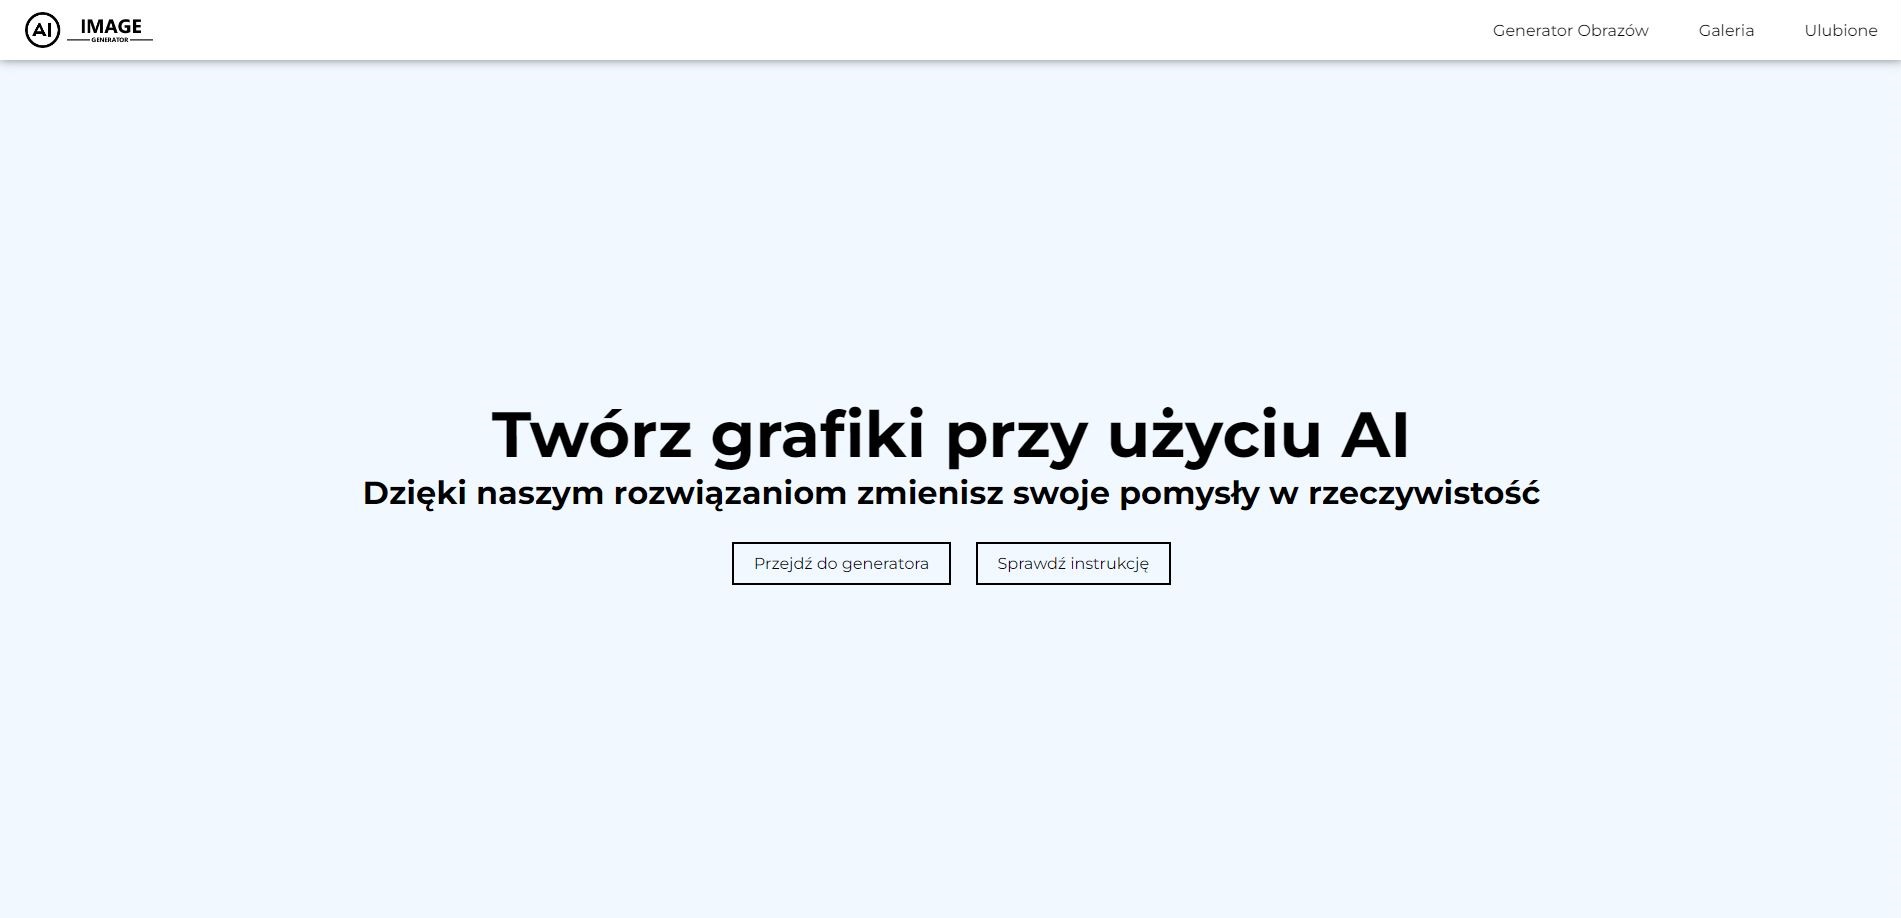 AI IMAGE
GENERATOR
Generator Obrazów Galeria Ulubione
Twórz grafiki przy użyciu AI
Dzięki naszym rozwiązaniom zmienisz swoje pomysły w rzeczywistość
Przejdź do generatora Sprawdź instrukcję